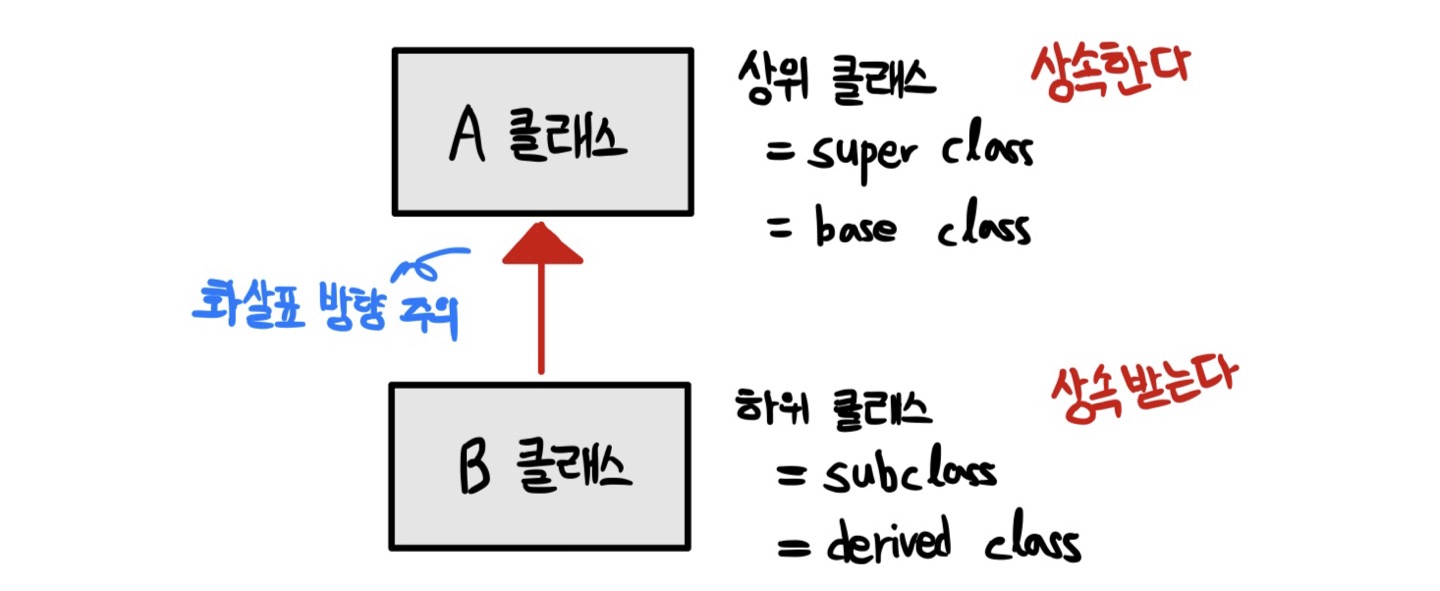 A 클래스
상위 클래스 상속한다
= super class
= base class
화살표 방향 주의
B 클래스
하위 클래스 상속받는다
= subclass
= derived class